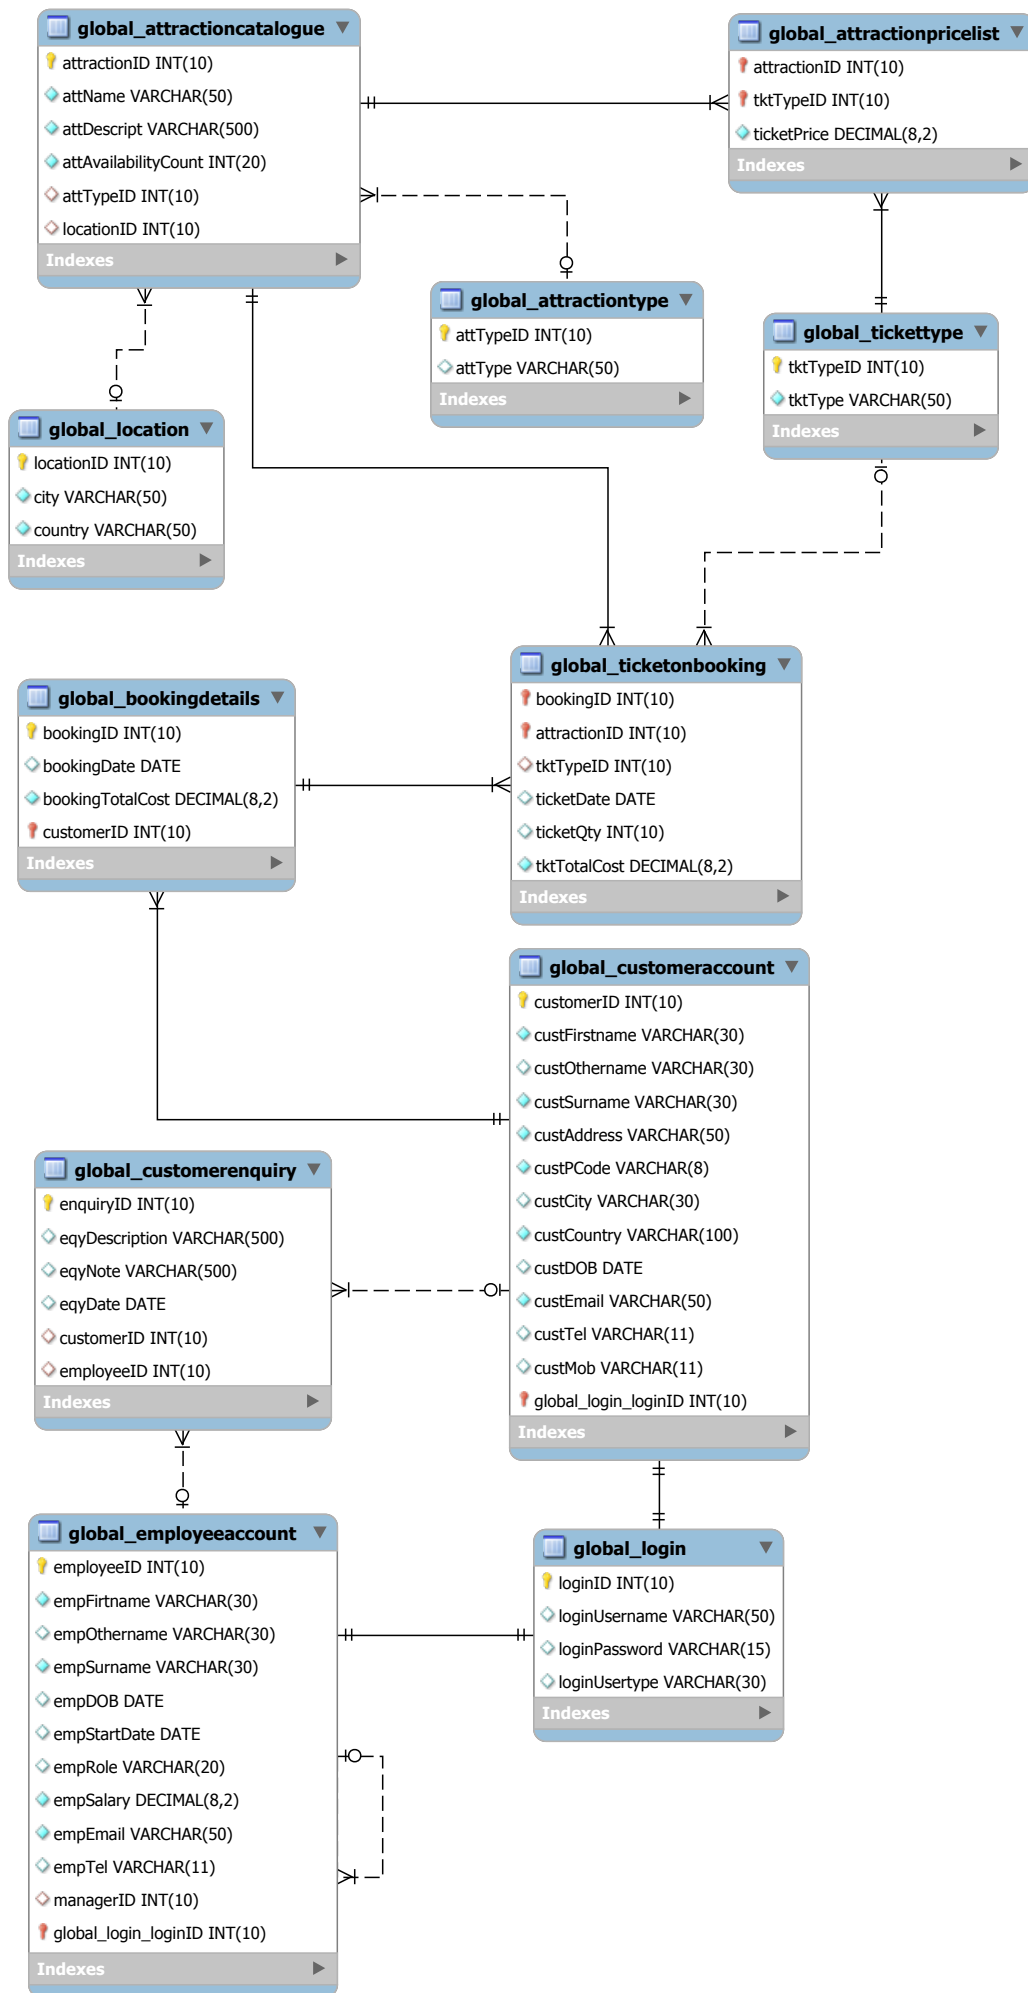 global_attractioncatalogue
attractionID INT(10)
attName VARCHAR(50)
attDescript VARCHAR(500)
attAvailabilityCount INT(20)
attTypeID INT(10)
locationID INT(10)
Indexes
global_attractionpricelist
attractionID INT(10)
tktTypeID INT(10)
ticketPrice DECIMAL(8,2)
Indexes
global_attractiontype
attTypeID INT(10)
attType VARCHAR(50)
Indexes
global_tickettype
tktTypeID INT(10)
tktType VARCHAR(50)
Indexes
global_location
locationID INT(10)
city VARCHAR(50)
country VARCHAR(50)
Indexes
global_ticketonbooking
bookingID INT(10)
attractionID INT(10)
tktTypeID INT(10)
ticketDate DATE
ticketQty INT(10)
tktTotalCost DECIMAL(8,2)
Indexes
global_bookingdetails
bookingID INT(10)
bookingDate DATE
bookingTotalCost DECIMAL(8,2)
customerID INT(10)
Indexes
global_customeraccount
customerID INT(10)
custFirstname VARCHAR(30)
custOthername VARCHAR(30)
custSurname VARCHAR(30)
custAddress VARCHAR(50)
custPCode VARCHAR(8)
custCity VARCHAR(30)
custCountry VARCHAR(100)
custDOB DATE
custEmail VARCHAR(50)
custTel VARCHAR(11)
custMob VARCHAR(11)
global_login_loginID INT(10)
Indexes
global_customerenquiry
enquiryID INT(10)
eqyDescription VARCHAR(500)
eqyNote VARCHAR(500)
eqyDate DATE
customerID INT(10)
employeeID INT(10)
Indexes
global_employeeaccount
employeeID INT(10)
empFirtname VARCHAR(30)
empOthername VARCHAR(30)
empSurname VARCHAR(30)
empDOB DATE
empStartDate DATE
empRole VARCHAR(20)
empSalary DECIMAL(8,2)
empEmail VARCHAR(50)
empTel VARCHAR(11)
managerID INT(10)
global_login_loginID INT(10)
Indexes
global_login
loginID INT(10)
loginUsername VARCHAR(50)
loginPassword VARCHAR(15)
loginUsertype VARCHAR(30)
Indexes